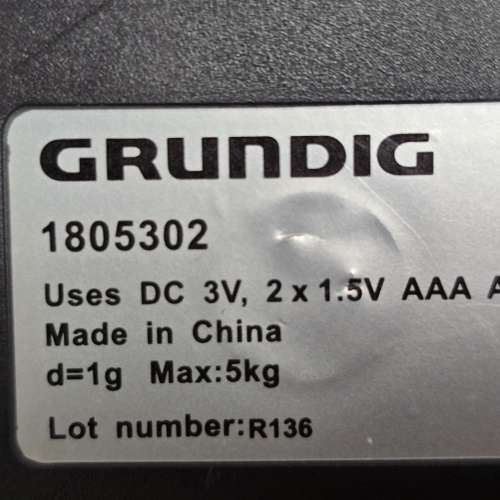 GRUNDIG
1805302
Uses DC 3V, 2 x 1.5V AAA
Made in China
d=1g Max:5kg
Lot number:R136